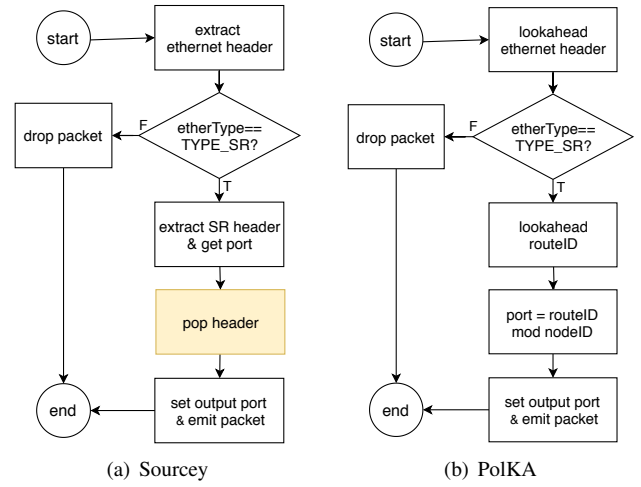 start
extract
ethernet header
etherType==
TYPE_SR?
F
drop packet
T
extract SR header
& get port
pop header
set output port
& emit packet
end
(a) Sourcey
start
lookahead
ethernet header
etherType==
TYPE_SR?
F
drop packet
T
lookahead
routeID
port = routeID
mod nodeID
set output port
& emit packet
end
(b) PolKA